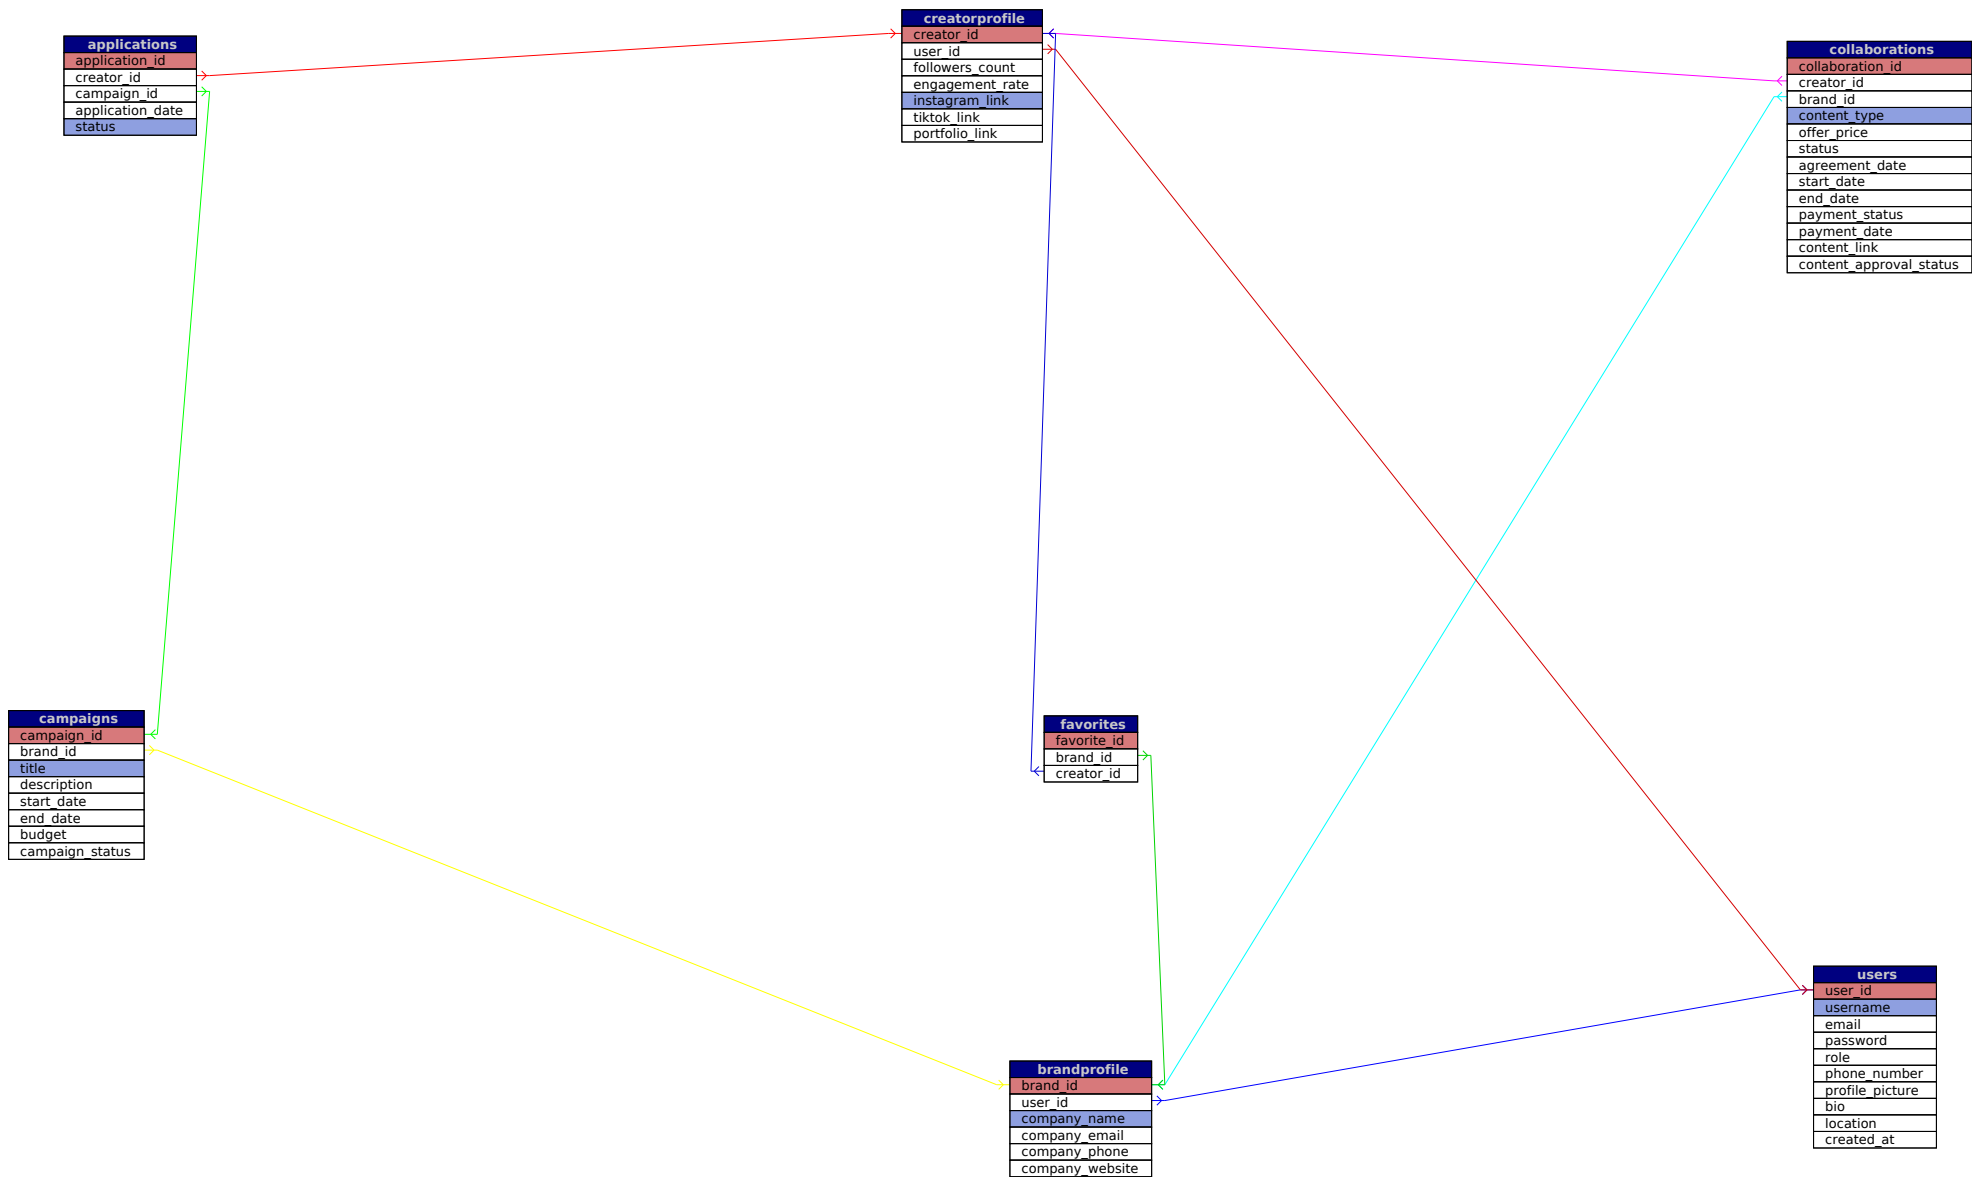 applications
application_id
creator_id
campaign_id
application_date
status
creatorprofile
creator_id
user_id
followers_count
engagement_rate
instagram_link
tiktok_link
portfolio_link
collaborations
collaboration_id
creator_id
brand_id
content_type
offer_price
status
agreement_date
start_date
end_date
payment_status
payment_date
content_link
content_approval_status
campaigns
campaign_id
brand_id
title
description
start_date
end_date
budget
campaign_status
favorites
favorite_id
brand_id
creator_id
brandprofile
brand_id
user_id
company_name
company_email
company_phone
company_website
users
user_id
username
email
password
role
phone_number
profile_picture
bio
location
created_at